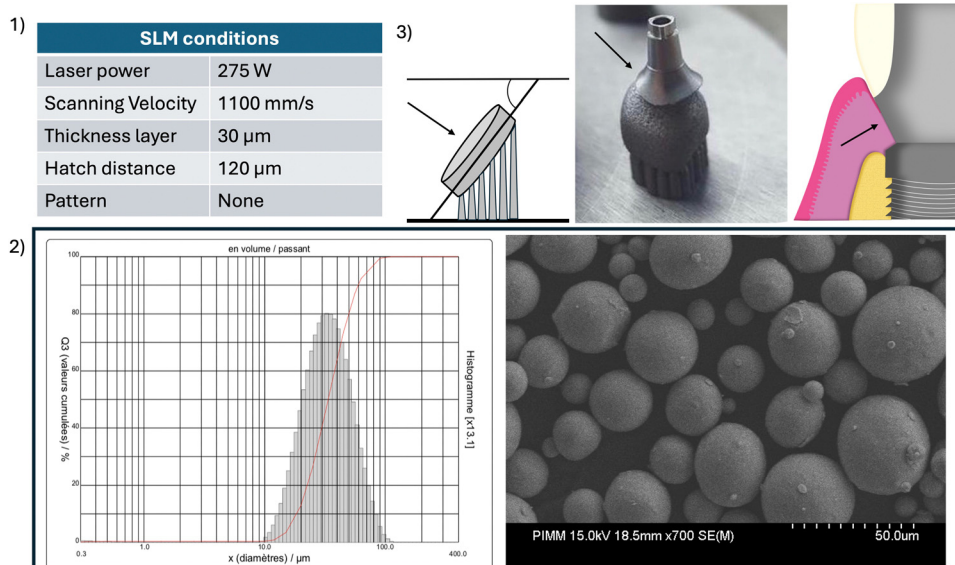 1)
SLM conditions
Laser power 275 W
Scanning Velocity 1100 mm/s
Thickness layer 30 µm
Hatch distance 120 µm
Pattern None
3)
2)
en volume / passant
Q3 (valeurs cumulées) / %
100
80
60
40
20
0
0.3 1.0 10.0 100.0 400.0
x (diamètres) / µm
Histogramme [x13.1]
PIMM 15.0kV 18.5mm x700 SE(M) 50.0um